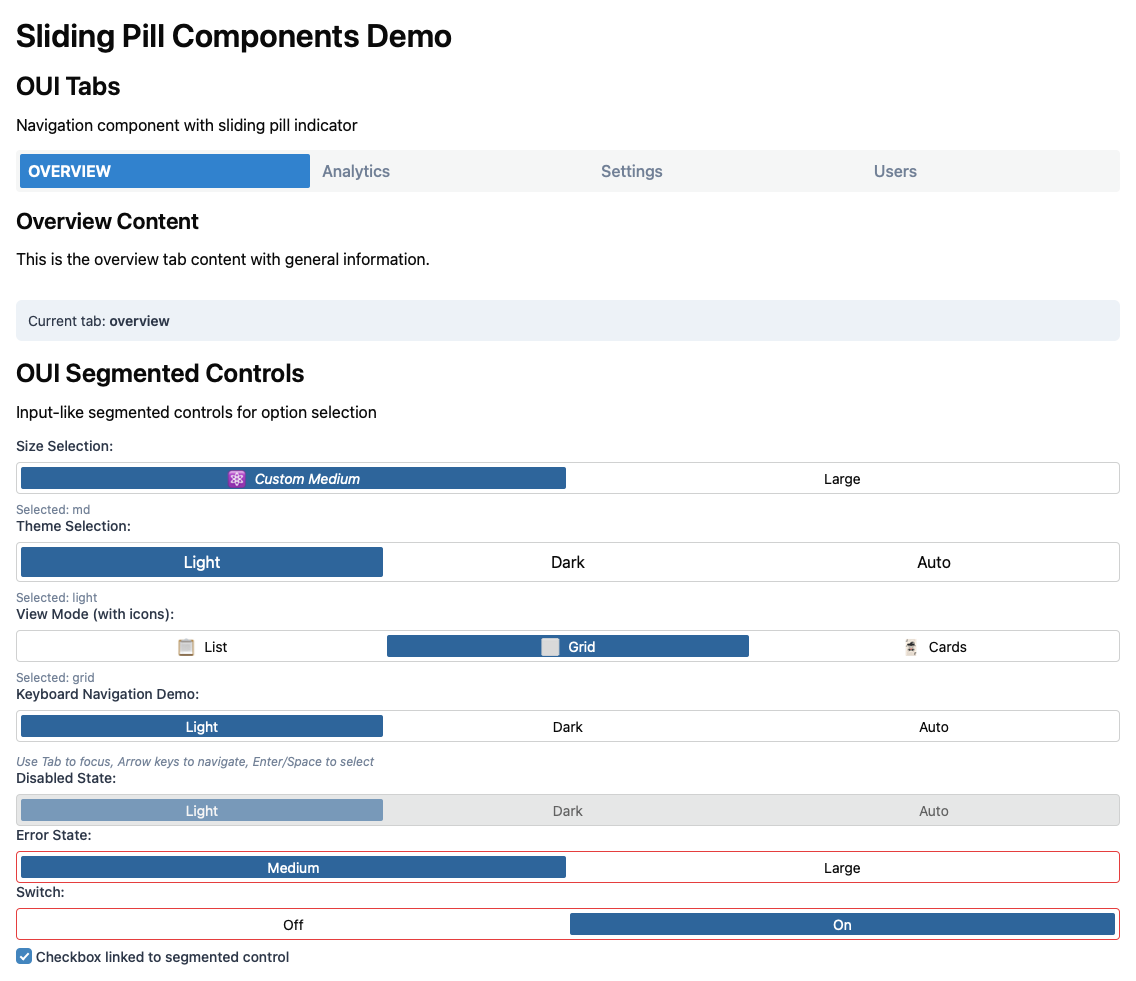 Sliding Pill Components Demo
OUI Tabs
Navigation component with sliding pill indicator
OVERVIEW Analytics Settings Users
Overview Content
This is the overview tab content with general information.
Current tab: overview
OUI Segmented Controls
Input-like segmented controls for option selection
Size Selection:
Custom Medium Large
Selected: md
Theme Selection:
Light Dark Auto
Selected: light
View Mode (with icons):
List Grid Cards
Selected: grid
Keyboard Navigation Demo:
Light Dark Auto
Use Tab to focus, Arrow keys to navigate, Enter/Space to select
Disabled State:
Light Dark Auto
Error State:
Medium Large
Switch:
Off On
Checkbox linked to segmented control